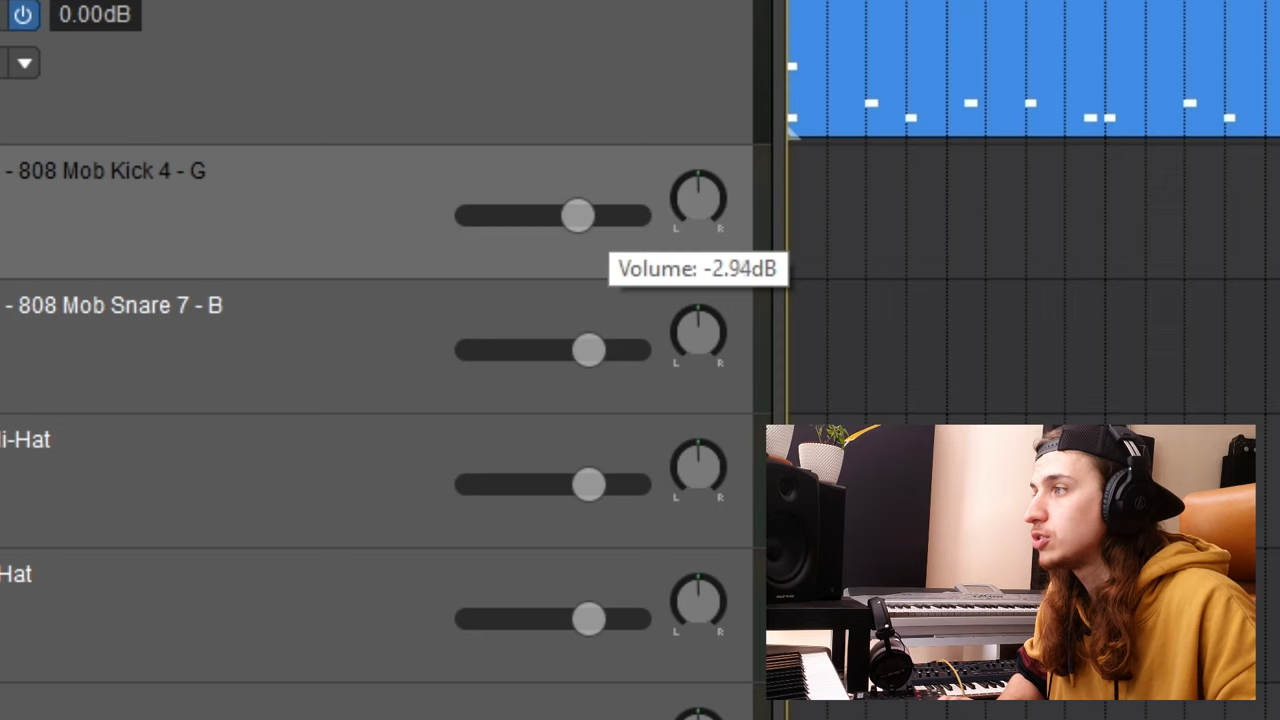 0.00dB
- 808 Mob Kick 4 - G
L R
Volume: -2.94dB
- 808 Mob Snare 7 - B
L R
i-Hat
L R
Hat
L R